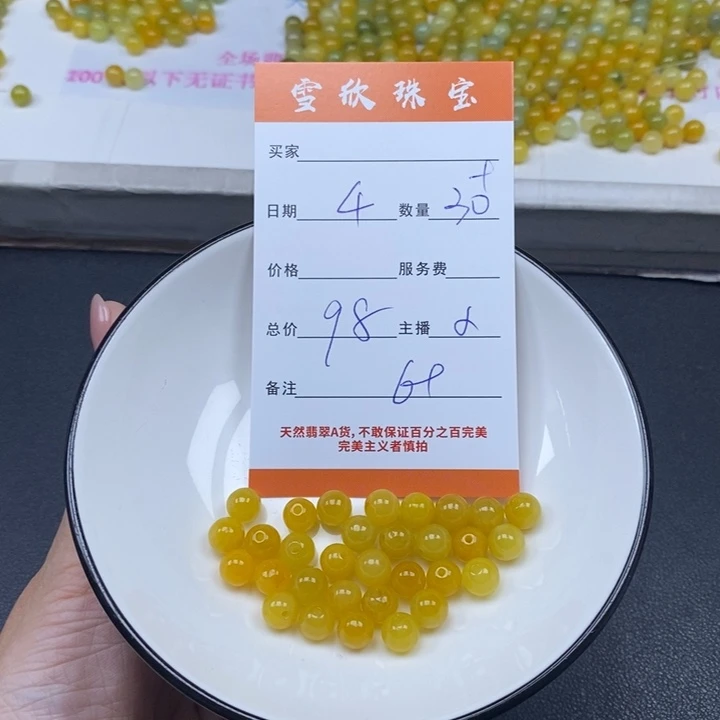 全场
200 以下无证书
雪欣珠宝
买家
日期 4 数量 30+
价格 服务费
总价 98 主播
备注
天然翡翠A货,不敢保证百分之百完美
完美主义者慎拍